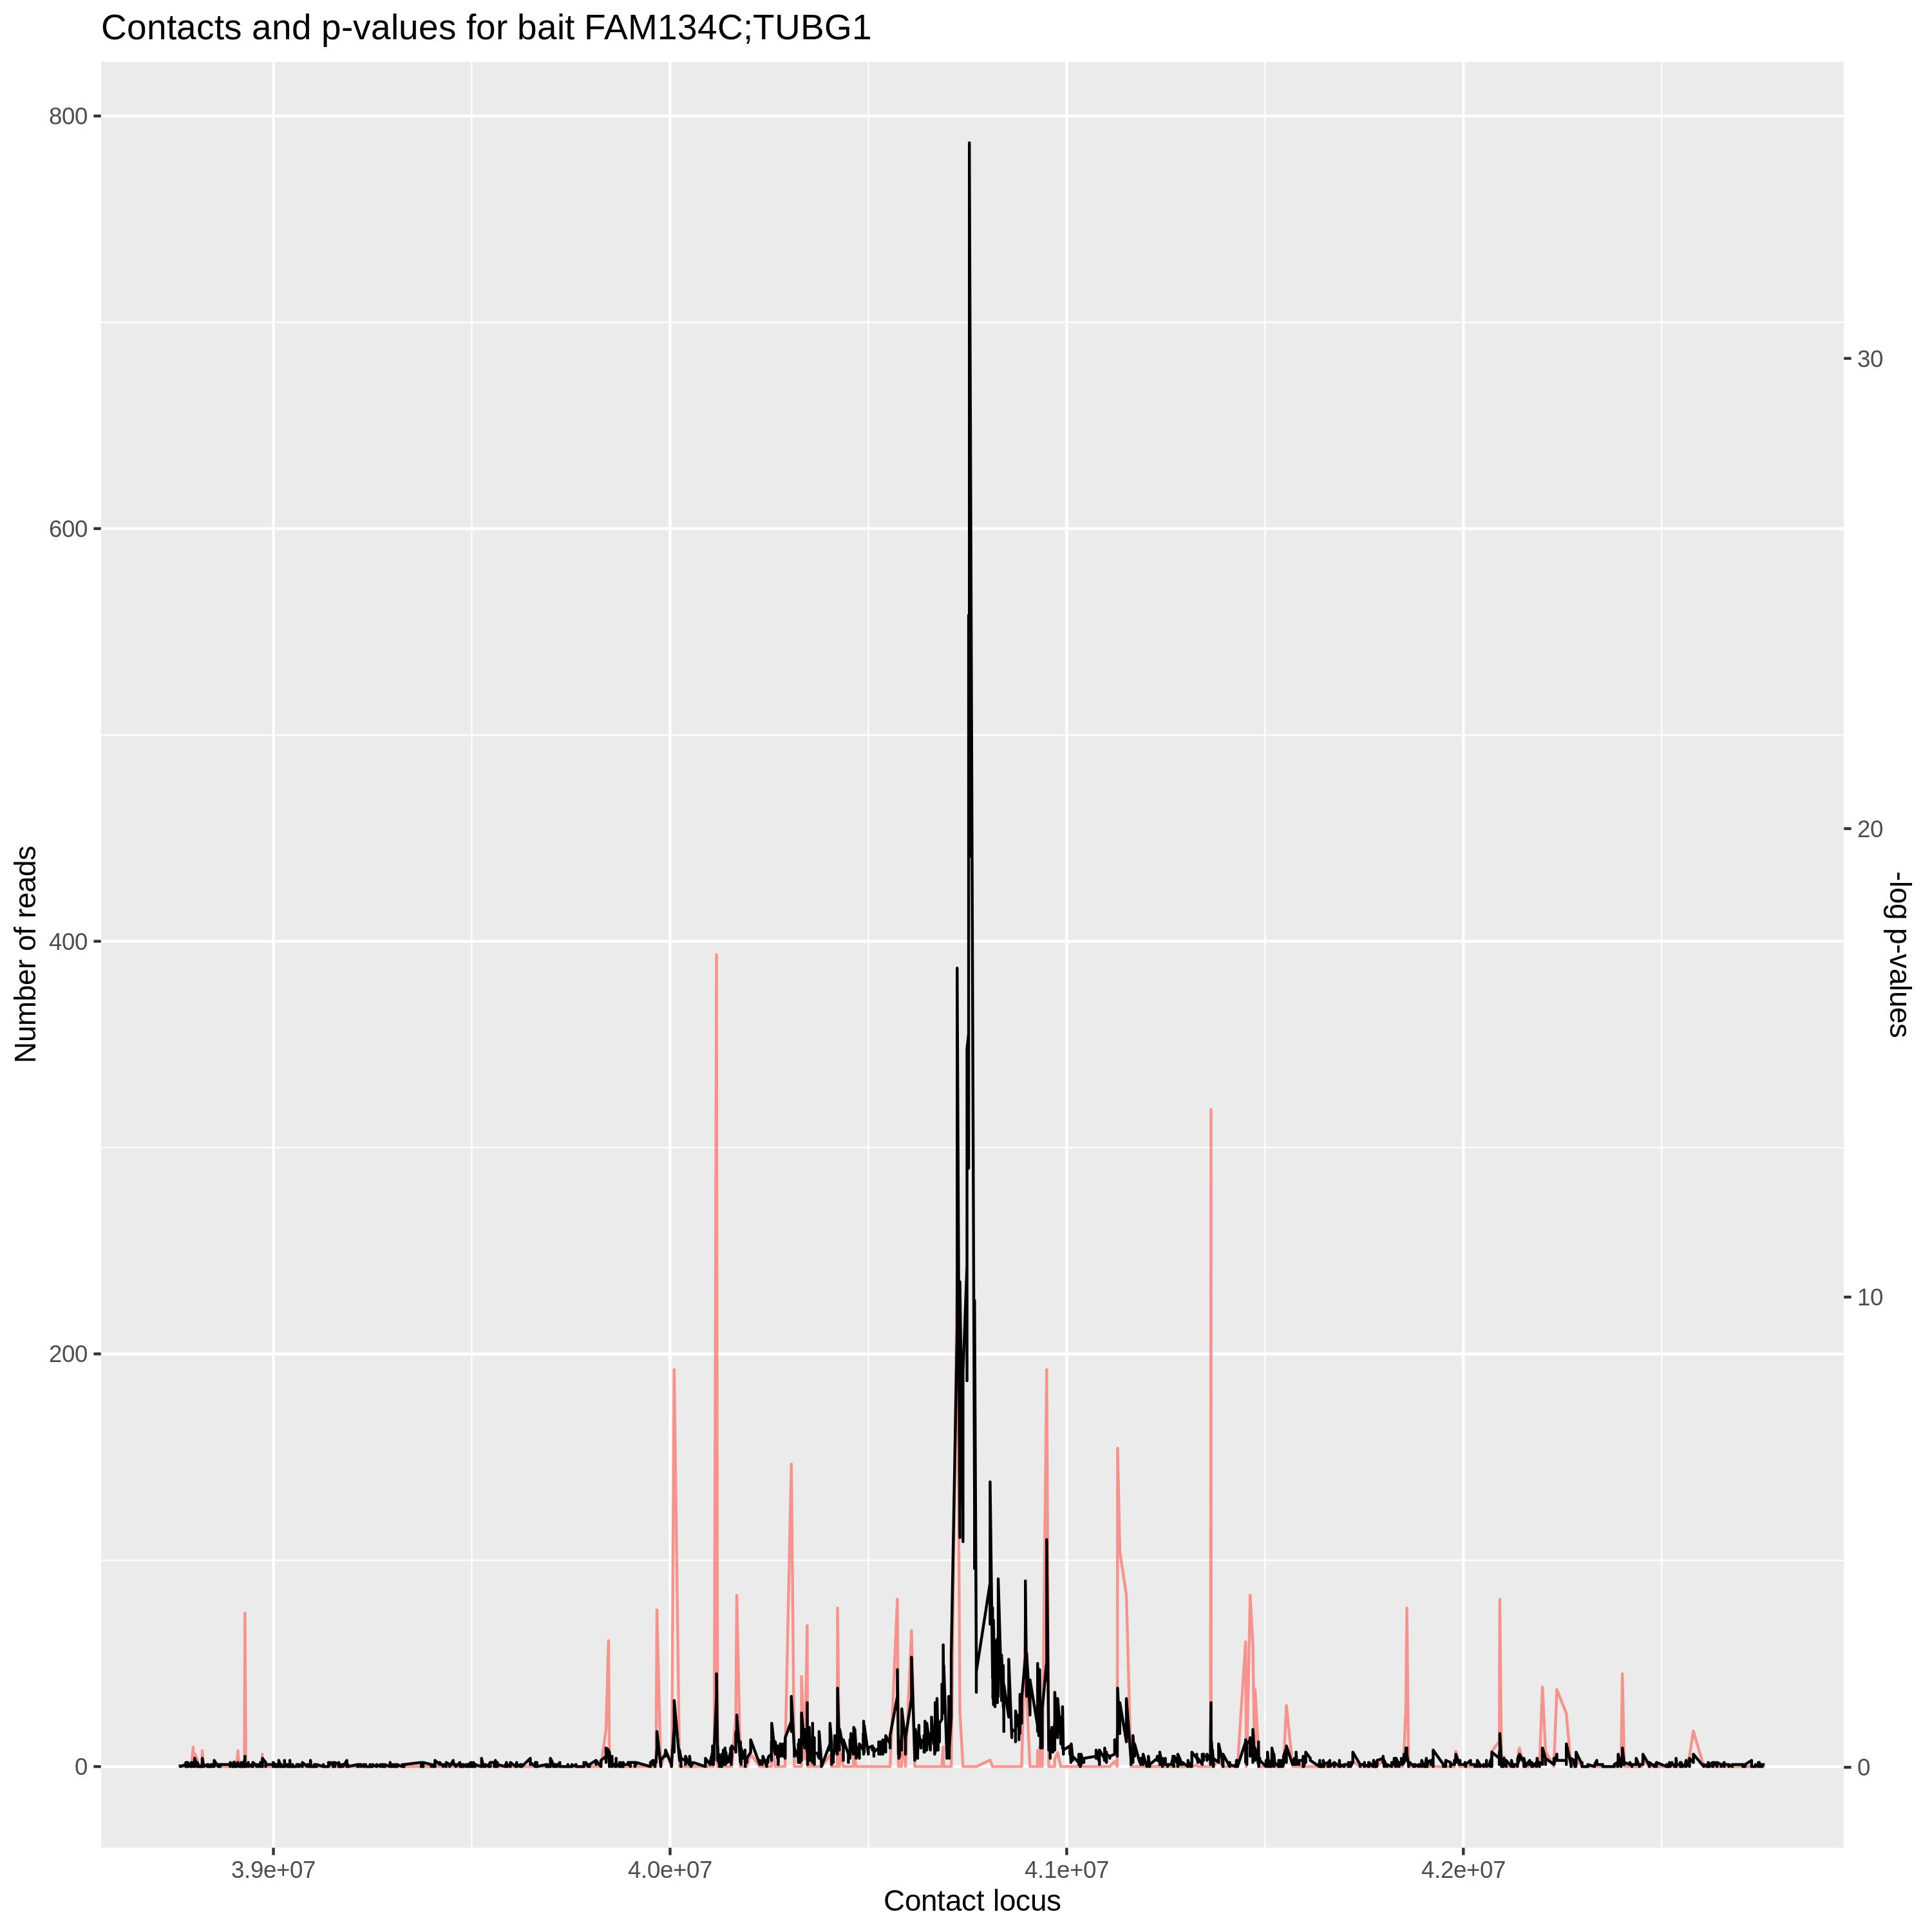 Contacts and p-values for bait FAM134C;TUBG1
800
600
400
200
0
Number of reads
30
20
10
0
-log p-values
3.9e+07
4.0e+07
4.1e+07
4.2e+07
Contact locus